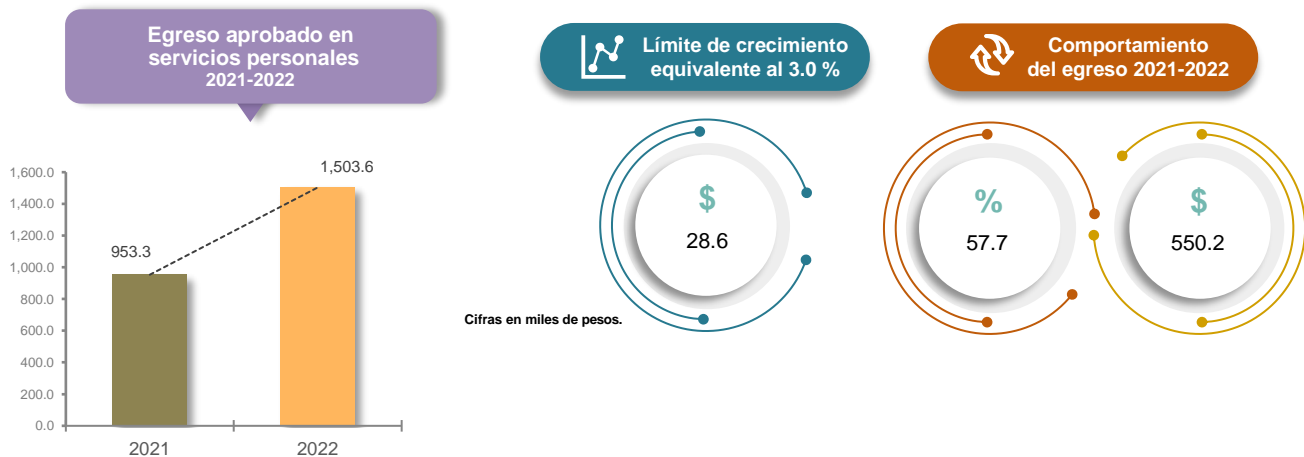 Egreso aprobado en
servicios personales
2021-2022
Límite de crecimiento
equivalente al 3.0 %
Comportamiento
del egreso 2021-2022
1,600.0
1,400.0
1,200.0
1,000.0
800.0
600.0
400.0
200.0
0.0
953.3
1,503.6
2021
2022
$
28.6
%
57.7
$
550.2
Cifras en miles de pesos.